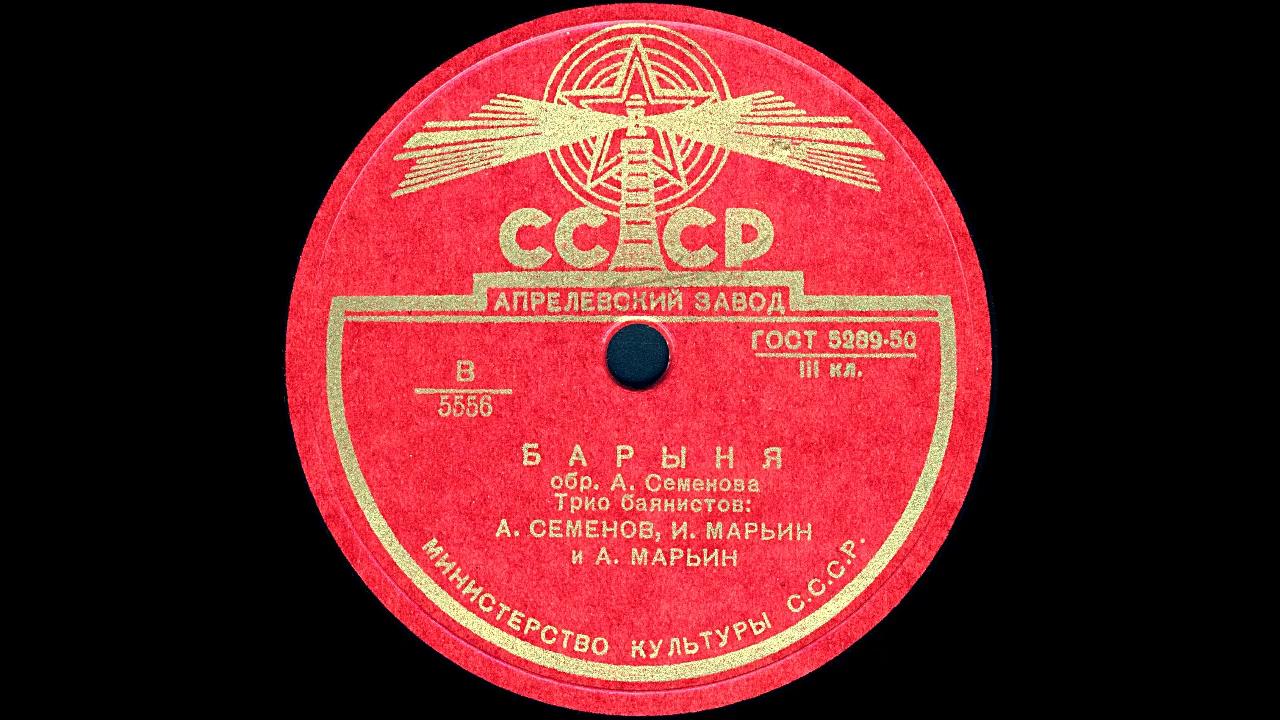 СССР
АПРЕЛЕВСКИЙ ЗАВОД
ГОСТ 5289-50
III кл.
В
5556
БАРЫНЯ
обр. А. Семенова
Трио баянистов:
А. СЕМЕНОВ, И. МАРЬИН
и А. МАРЬИН
МИНИСТЕРСТВО КУЛЬТУРЫ С.С.С.Р.